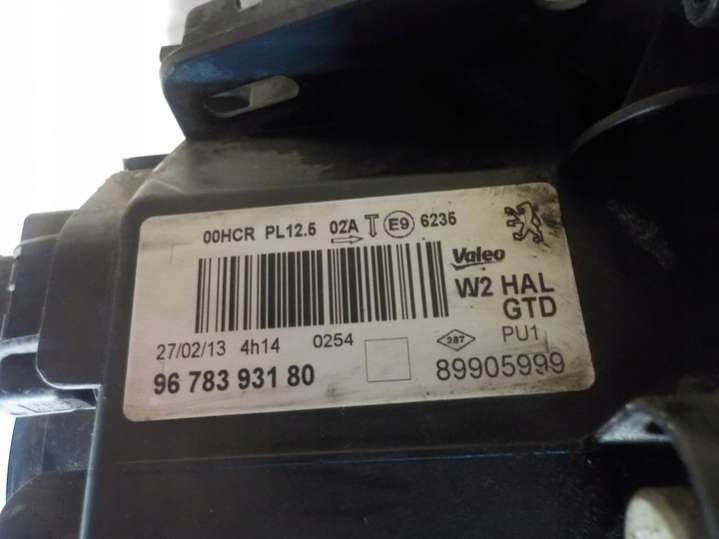 00HCR PL12.5 02A E9 6235
Valeo
W2 HAL
GTD
27/02/13 4h14 0254
PU1
287
96 783 931 80
89905999